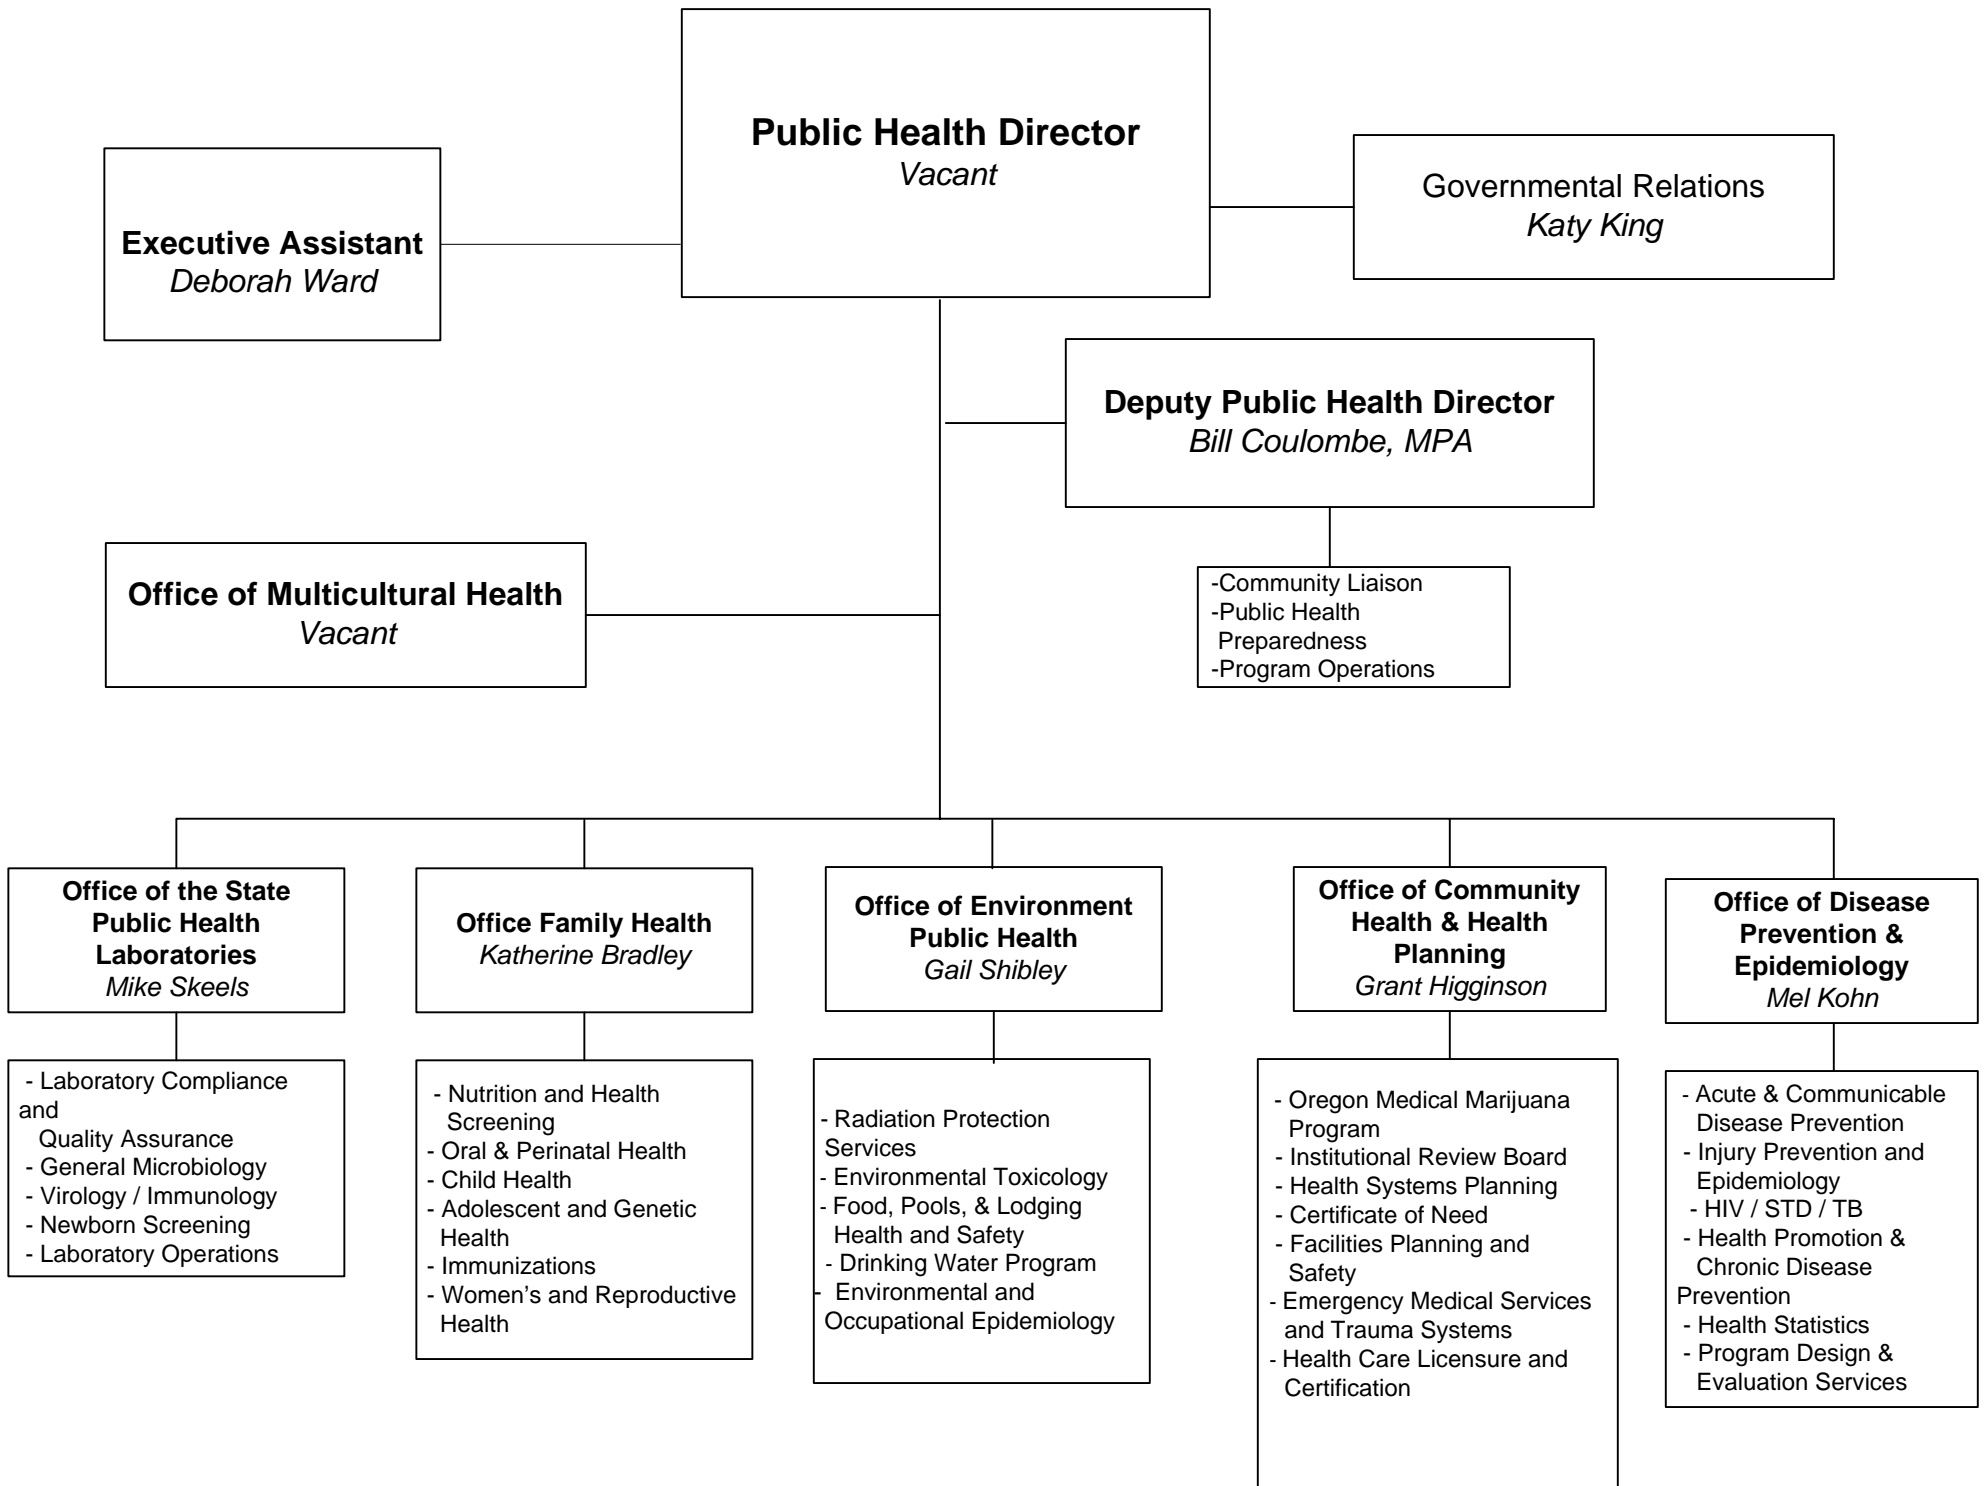 Public Health Director
Vacant
Executive Assistant
Deborah Ward
Governmental Relations
Katy King
Deputy Public Health Director
Bill Coulombe, MPA
-Community Liaison
-Public Health
Preparedness
-Program Operations
Office of Multicultural Health
Vacant
Office of the State
Public Health
Laboratories
Mike Skeels
- Laboratory Compliance
and
Quality Assurance
- General Microbiology
- Virology / Immunology
- Newborn Screening
- Laboratory Operations
Office Family Health
Katherine Bradley
- Nutrition and Health
Screening
- Oral & Perinatal Health
- Child Health
- Adolescent and Genetic
Health
- Immunizations
- Women’s and Reproductive
Health
Office of Environment
Public Health
Gail Shibley
- Radiation Protection
Services
- Environmental Toxicology
- Food, Pools, & Lodging
Health and Safety
- Drinking Water Program
- Environmental and
Occupational Epidemiology
Office of Community
Health & Health
Planning
Grant Higginson
- Oregon Medical Marijuana
Program
- Institutional Review Board
- Health Systems Planning
- Certificate of Need
- Facilities Planning and
Safety
- Emergency Medical Services
and Trauma Systems
- Health Care Licensure and
Certification
Office of Disease
Prevention &
Epidemiology
Mel Kohn
- Acute & Communicable
Disease Prevention
- Injury Prevention and
Epidemiology
- HIV / STD / TB
- Health Promotion &
Chronic Disease
Prevention
- Health Statistics
- Program Design &
Evaluation Services